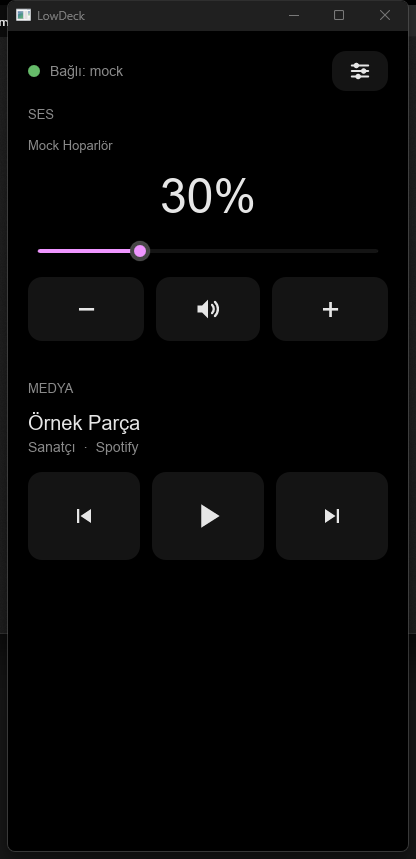 LowDeck
Bağlı: mock
SES
Mock Hoparlör
30%
MEDYA
Örnek Parça
Sanatçı · Spotify